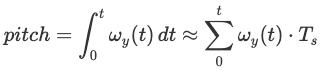 pitch = ∫₀ᵗ ω_y(t) dt ≈ ∑₀ᵗ ω_y(t) · T_s